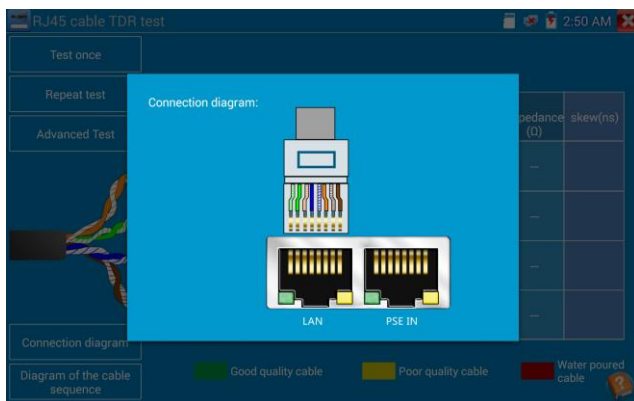 RJ45 cable TDR test
2:50 AM
Test once
Repeat test
Advanced Test
Connection diagram:
pedance
(Ω)
skew(ns)
--
--
--
--
LAN
PSE IN
Connection diagram
Diagram of the cable
sequence
Good quality cable
Poor quality cable
Water poured
cable